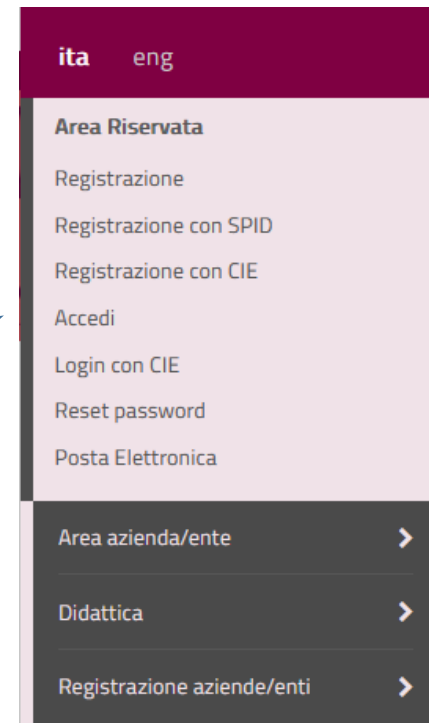 ita eng
Area Riservata
Registrazione
Registrazione con SPID
Registrazione con CIE
Accedi
Login con CIE
Reset password
Posta Elettronica
Area azienda/ente
Didattica
Registrazione aziende/enti